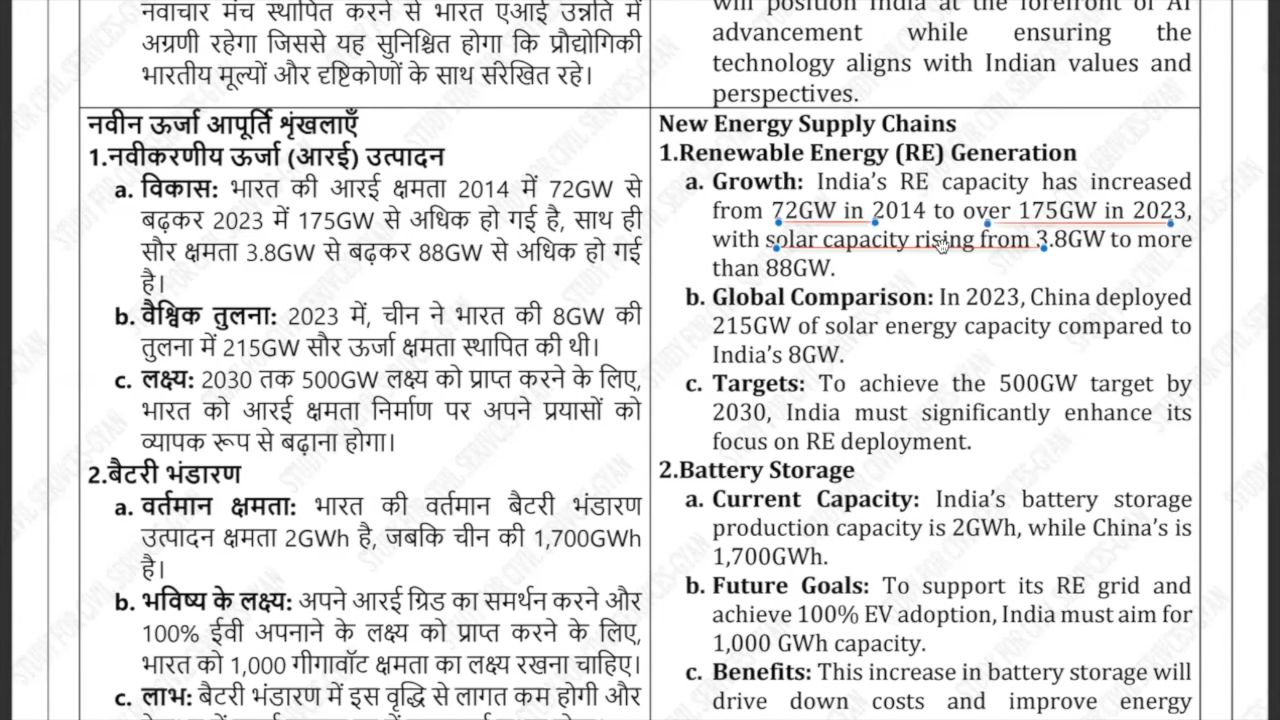 नवाचार मंच स्थापित करने से भारत एआई उन्नति में
अग्रणी रहेगा जिससे यह सुनिश्चित होगा कि प्रौद्योगिकी
भारतीय मूल्यों और दृष्टिकोणों के साथ संरेखित रहे।
नवीन ऊर्जा आपूर्ति शृंखलाएँ
1.नवीकरणीय ऊर्जा (आरई) उत्पादन
a. विकास: भारत की आरई क्षमता 2014 में 72GW से
बढ़कर 2023 में 175GW से अधिक हो गई है, साथ ही
सौर क्षमता 3.8GW से बढ़कर 88GW से अधिक हो गई
है।
b. वैश्विक तुलना: 2023 में, चीन ने भारत की 8GW की
तुलना में 215GW सौर ऊर्जा क्षमता स्थापित की थी।
c. लक्ष्य: 2030 तक 500GW लक्ष्य को प्राप्त करने के लिए,
भारत को आरई क्षमता निर्माण पर अपने प्रयासों को
व्यापक रूप से बढ़ाना होगा।
2.बैटरी भंडारण
a. वर्तमान क्षमता: भारत की वर्तमान बैटरी भंडारण
उत्पादन क्षमता 2GWh है, जबकि चीन की 1,700GWh
है।
b. भविष्य के लक्ष्य: अपने आरई ग्रिड का समर्थन करने और
100% ईवी अपनाने के लक्ष्य को प्राप्त करने के लिए,
भारत को 1,000 गीगावॉट क्षमता का लक्ष्य रखना चाहिए।
c. लाभ: बैटरी भंडारण में इस वृद्धि से लागत कम होगी और
will position India at the forefront of AI
advancement while ensuring the
technology aligns with Indian values and
perspectives.
New Energy Supply Chains
1.Renewable Energy (RE) Generation
a. Growth: India's RE capacity has increased
from 72GW in 2014 to over 175GW in 2023,
with solar capacity rising from 3.8GW to more
than 88GW.
b. Global Comparison: In 2023, China deployed
215GW of solar energy capacity compared to
India's 8GW.
c. Targets: To achieve the 500GW target by
2030, India must significantly enhance its
focus on RE deployment.
2.Battery Storage
a. Current Capacity: India's battery storage
production capacity is 2GWh, while China's is
1,700GWh.
b. Future Goals: To support its RE grid and
achieve 100% EV adoption, India must aim for
1,000 GWh capacity.
c. Benefits: This increase in battery storage will
drive down costs and improve energy